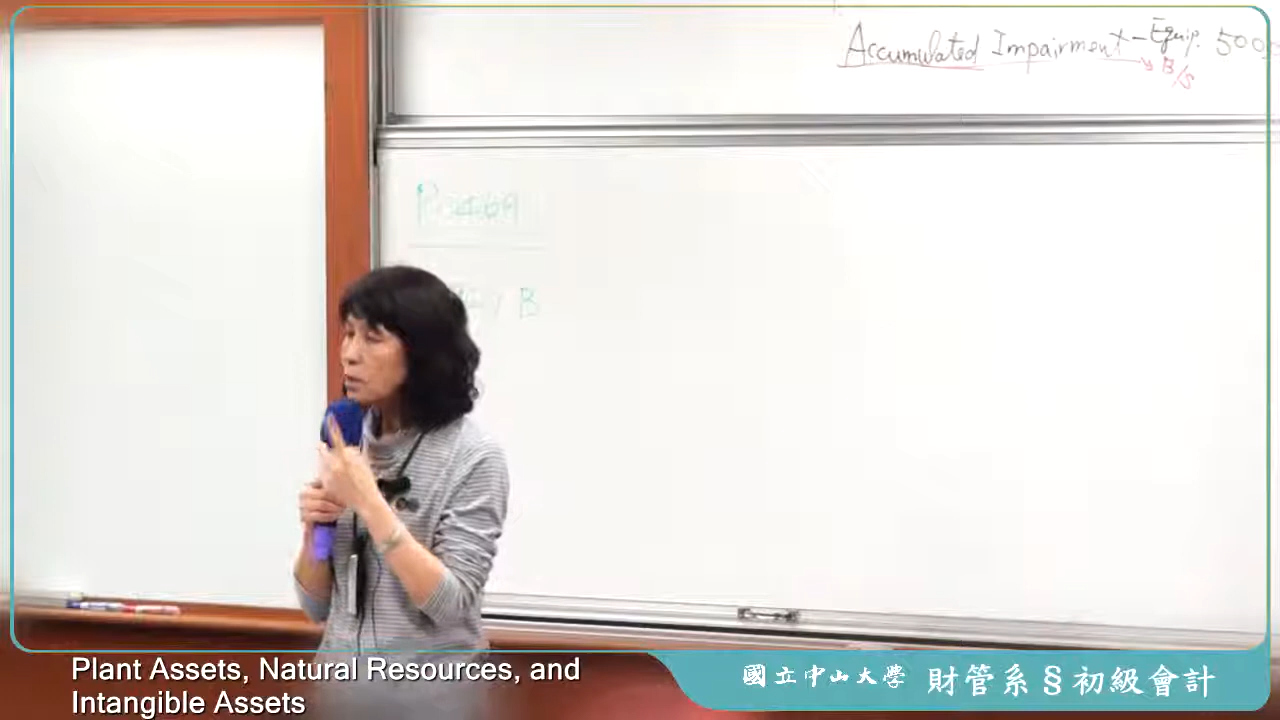 Accumulated Impairment - Equip. 500
B/S
B
Plant Assets, Natural Resources, and
Intangible Assets
國立中山大學 財管系§初級會計